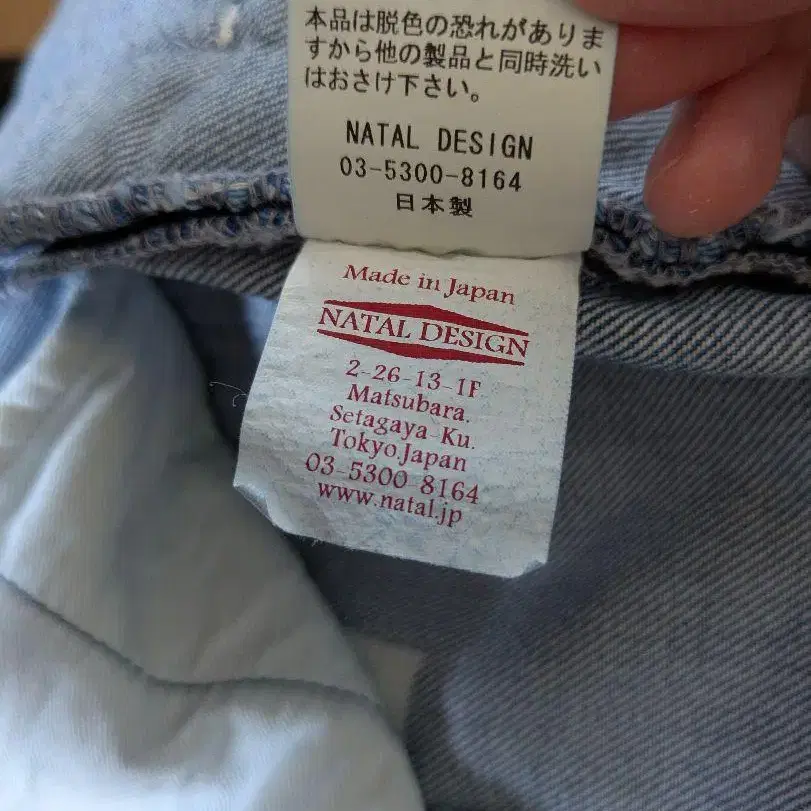 本品は脱色の恐れがありま
すから他の製品と同時洗い
はおさけ下さい。
NATAL DESIGN
03-5300-8164
日本製
Made in Japan
NATAL DESIGN
2-26-13-1F
Matsubara.
Setagaya-Ku.
Tokyo.Japan
03-5300-8164
www.natal.jp